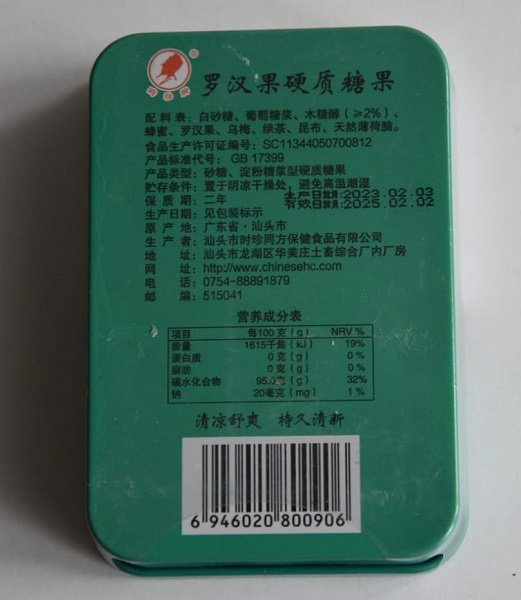 罗汉果硬质糖果
配 料 表：白砂糖、葡萄糖浆、木糖醇（≥2%）、
蜂蜜、罗汉果、乌梅、绿茶、昆布、天然薄荷脑。
食品生产许可证编号：SC11344050700812
产品标准代号：GB 17399
产品类型：砂糖、淀粉糖浆型硬质糖果
贮存条件：置于阴凉干燥处，避免高温潮湿
生产日期:2023.02.03
保 质 期：二年
有效日期:2025.02.02
生产日期：见包装标示
原 产 地：广东省·汕头市
生 产 者：汕头市时珍同方保健食品有限公司
地 址：汕头市龙湖区华美庄土畜综合厂内厂房
网 址：http://www.chinesehc.com
电 话：0754-88891879
邮 编：515041
营养成分表
项目 每100克（g） NRV %
能量 1615千焦（kJ） 19%
蛋白质 0克（g） 0%
脂肪 0克（g） 0%
碳水化合物 95.0克（g） 32%
钠 20毫克（mg） 1%
清凉舒爽 持久清新
6 946020 800906